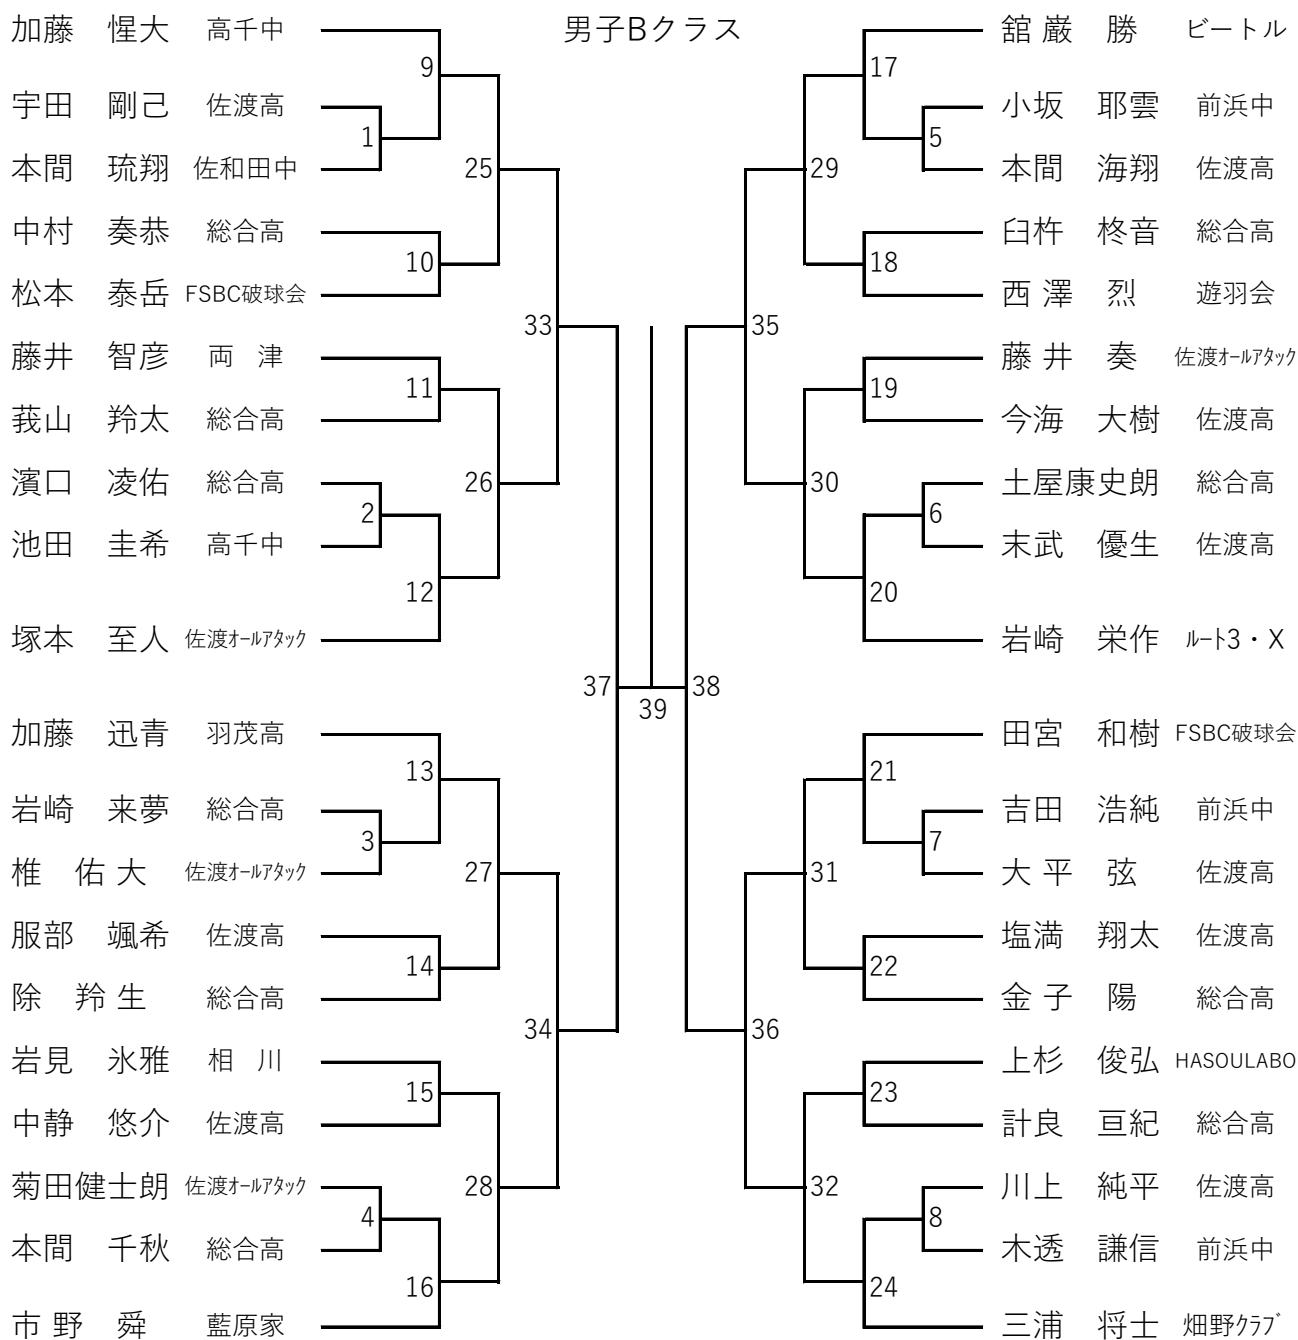 男子Bクラス
加藤　惺大 高千中
9
宇田　剛己 佐渡高
1
本間　琉翔 佐和田中
25
中村　奏恭 総合高
10
松本　泰岳 FSBC破球会
33
藤井　智彦 両　津
11
莪山　羚太 総合高
濱口　凌佑 総合高
26
2
池田　圭希 高千中
12
塚本　至人 佐渡ｵｰﾙｱﾀｯｸ
37
加藤　迅青 羽茂高
13
岩崎　来夢 総合高
3
椎　佑 大 佐渡ｵｰﾙｱﾀｯｸ
27
服部　颯希 佐渡高
14
除　羚 生 総合高
34
岩見　氷雅 相　川
15
中静　悠介 佐渡高
菊田健士朗 佐渡ｵｰﾙｱﾀｯｸ
28
4
本間　千秋 総合高
16
市 野　舜 藍原家
39
舘 巌　勝 ビートル
17
小坂　耶雲 前浜中
5
本間　海翔 佐渡高
29
臼杵　柊音 総合高
18
西 澤　烈 遊羽会
35
藤 井　奏 佐渡ｵｰﾙｱﾀｯｸ
19
今海　大樹 佐渡高
土屋康史朗 総合高
30
6
末武　優生 佐渡高
20
岩崎　栄作 ﾙｰﾄ3・X
38
田宮　和樹 FSBC破球会
21
吉田　浩純 前浜中
7
大 平　弦 佐渡高
31
塩満　翔太 佐渡高
22
金 子　陽 総合高
36
上杉　俊弘 HASOULABO
23
計良　亘紀 総合高
川上　純平 佐渡高
32
8
木透　謙信 前浜中
24
三浦　将士 畑野ｸﾗﾌﾞ